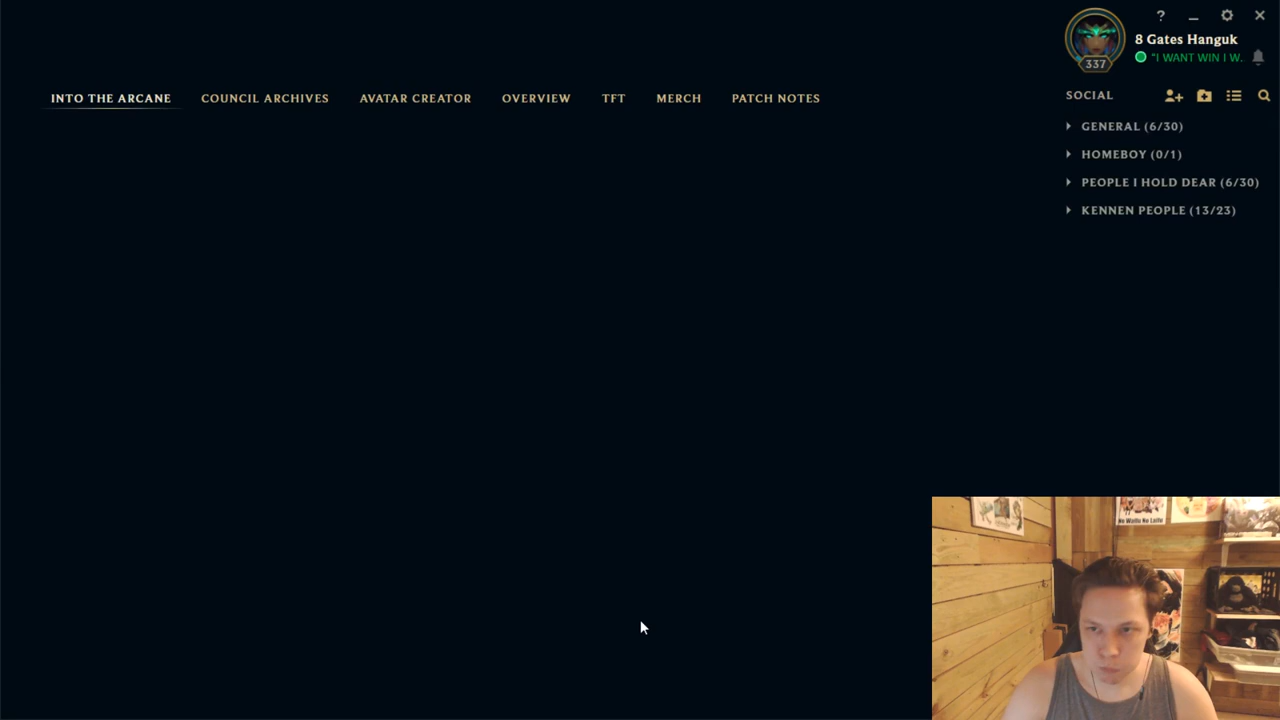 ?
8 Gates Hanguk
337
"I WANT WIN I W.
INTO THE ARCANE
COUNCIL ARCHIVES
AVATAR CREATOR
OVERVIEW
TFT
MERCH
PATCH NOTES
SOCIAL
GENERAL (6/30)
HOMEBOY (0/1)
PEOPLE I HOLD DEAR (6/30)
KENNEN PEOPLE (13/23)